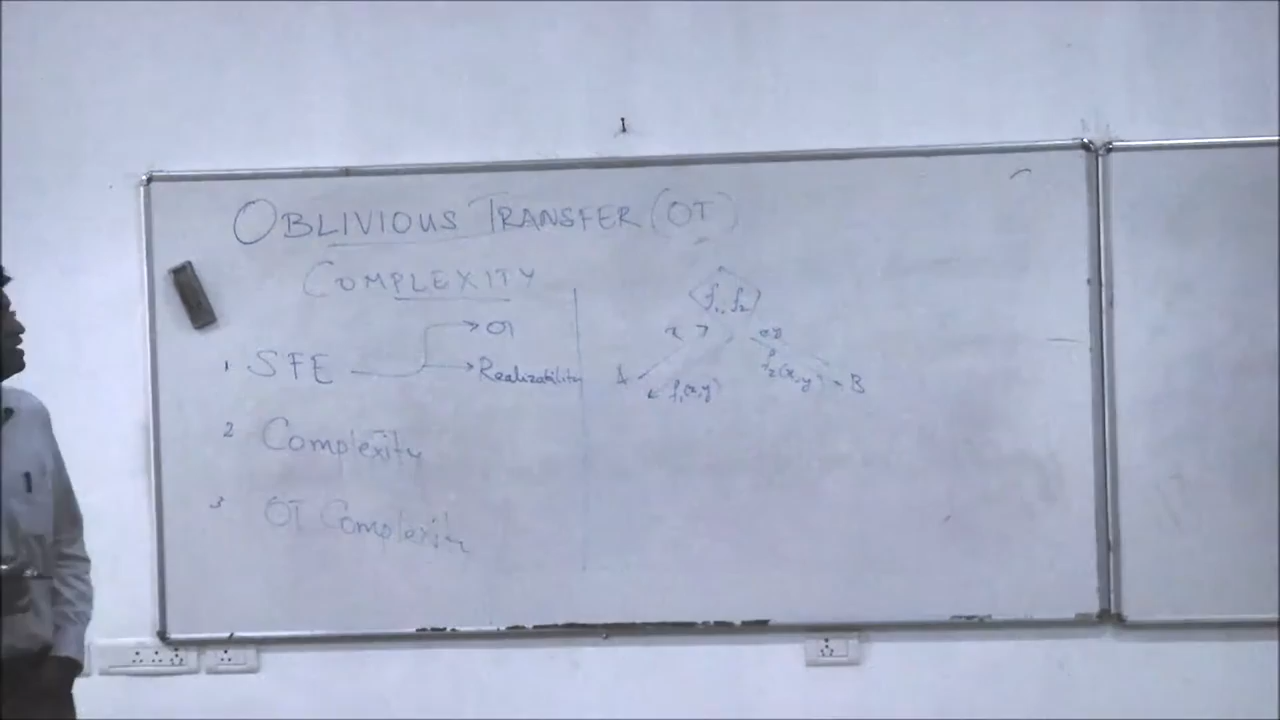 OBLIVIOUS TRANSFER (OT)
COMPLEXITY
1 SFE → OT
→ Realizability
2 Complexity
3 OT Complexity
f₁, f₂
x y
f₂(x,y)
A B
f₁(x,y)